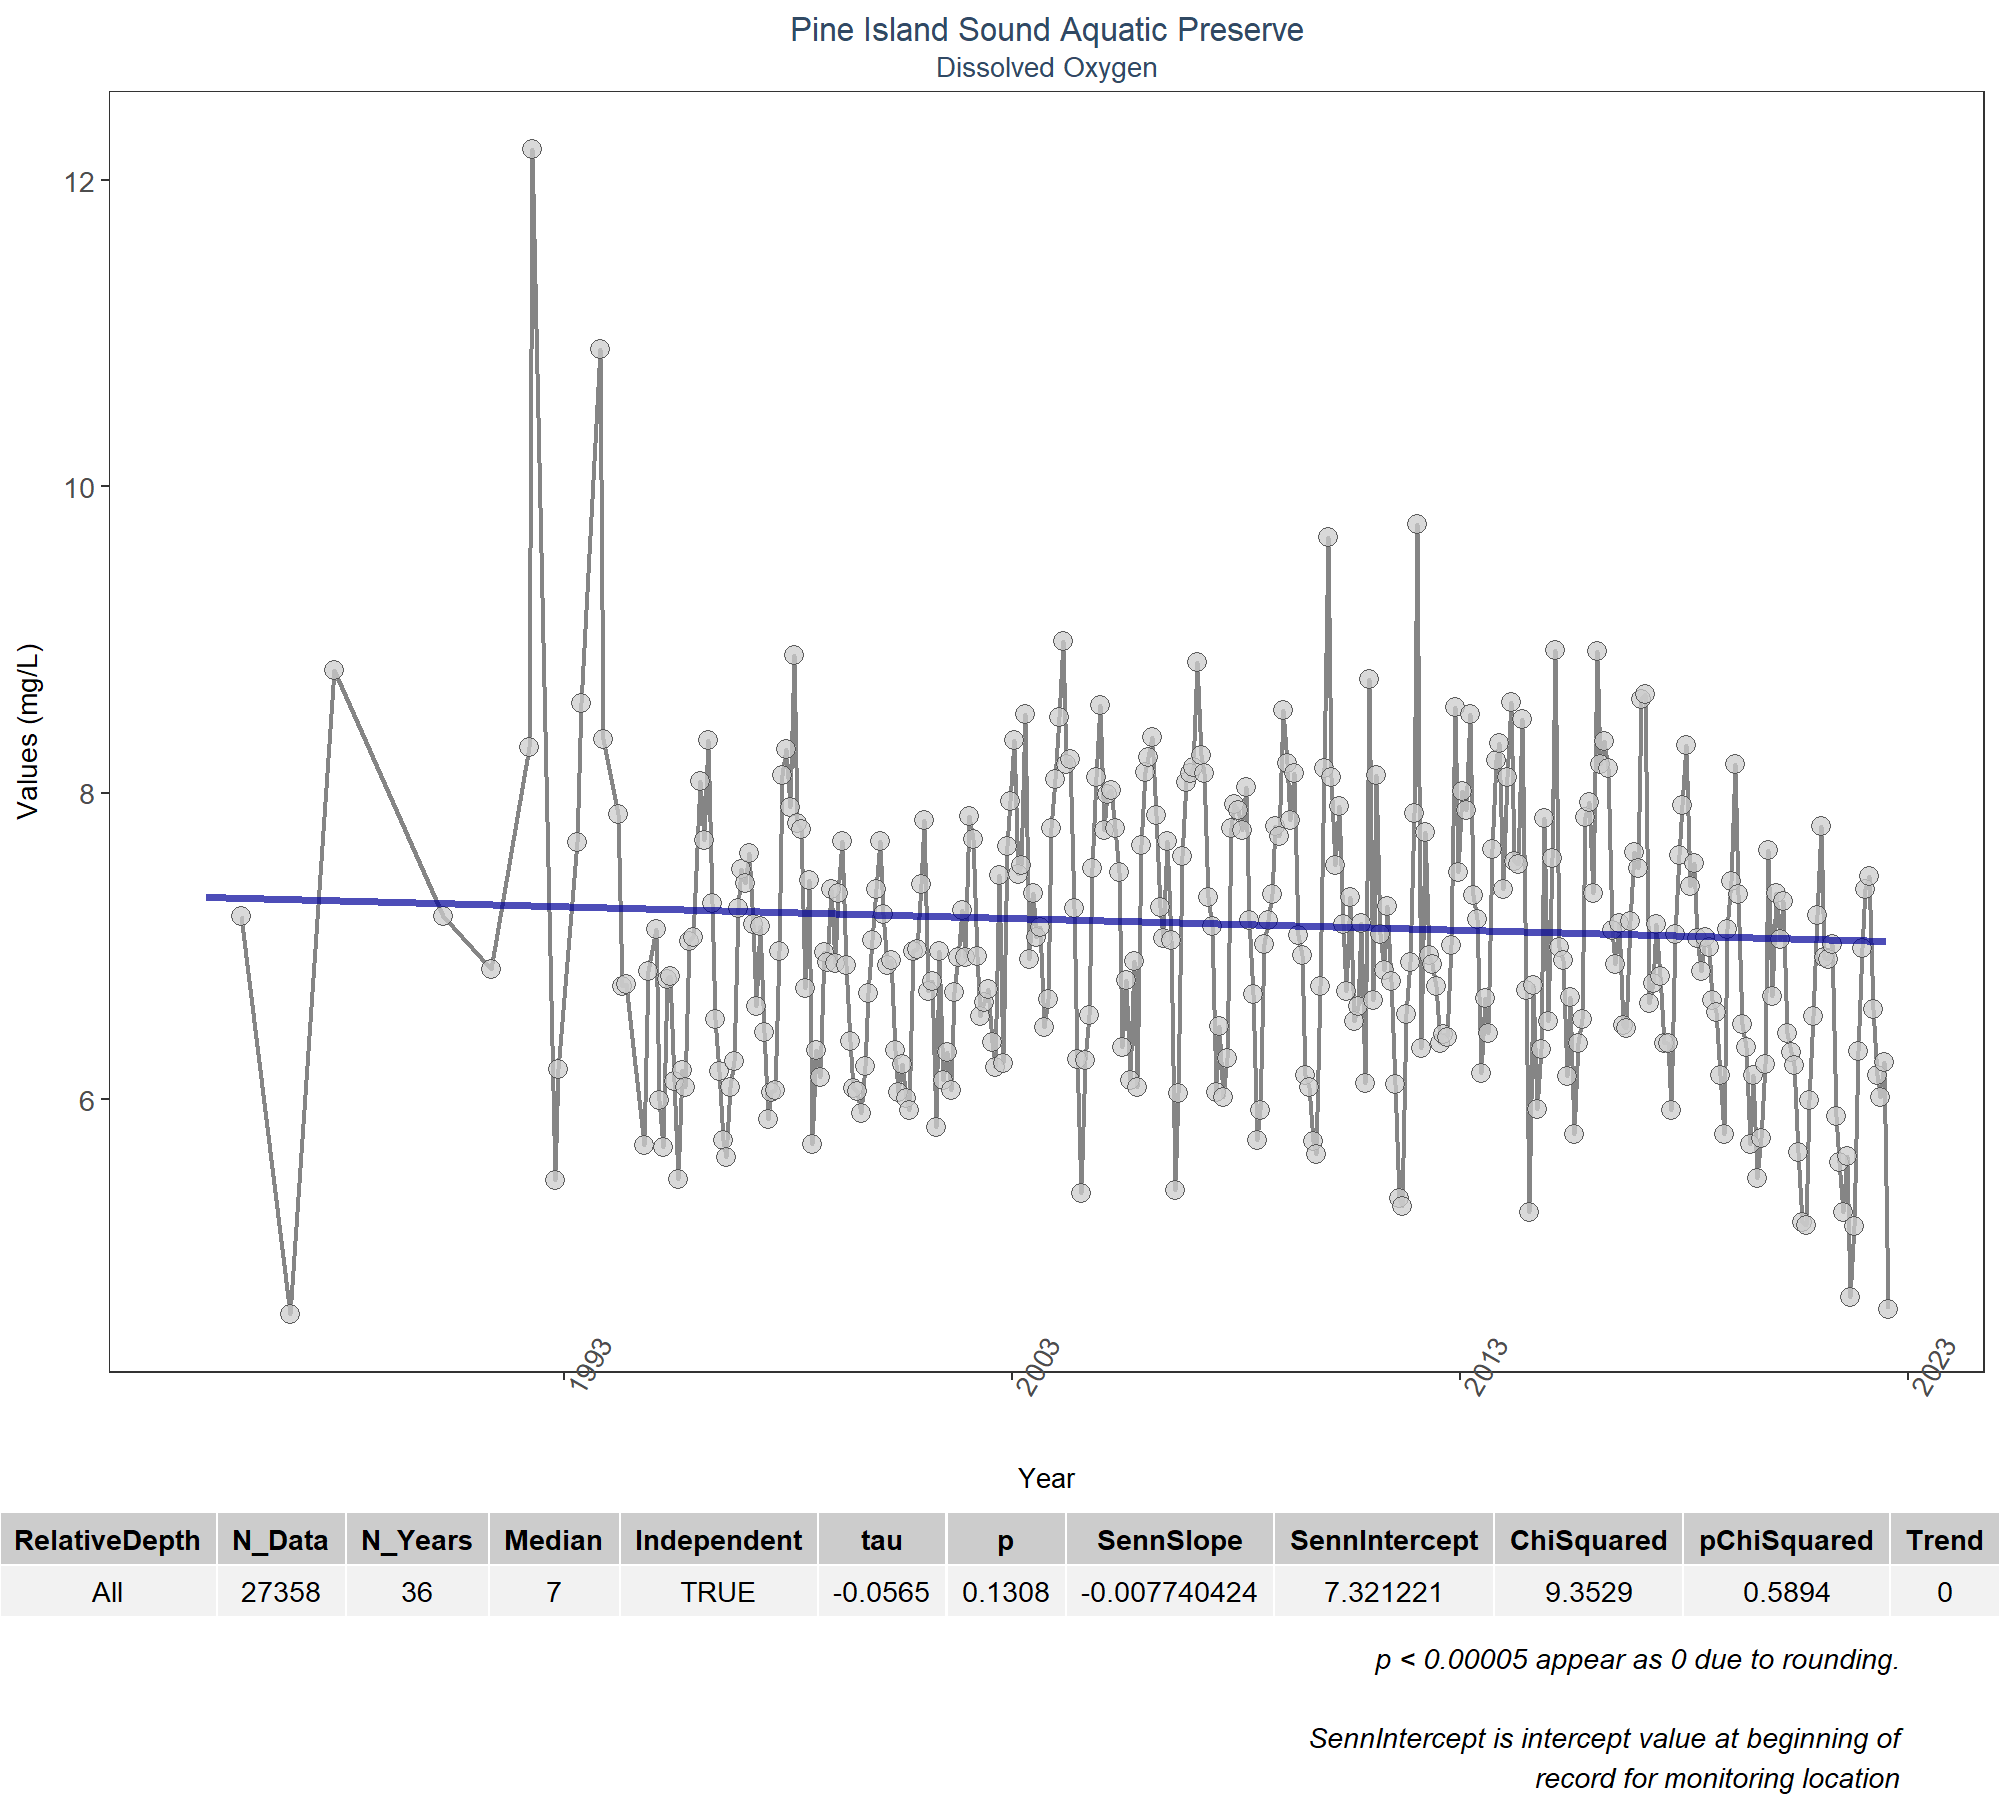 Pine Island Sound Aquatic Preserve
Dissolved Oxygen
Values (mg/L)
12
10
8
6
1993
2003
2013
2023
Year
RelativeDepth N_Data N_Years Median Independent tau p SennSlope SennIntercept ChiSquared pChiSquared Trend
All 27358 36 7 TRUE -0.0565 0.1308 -0.007740424 7.321221 9.3529 0.5894 0
p < 0.00005 appear as 0 due to rounding.
SennIntercept is intercept value at beginning of
record for monitoring location